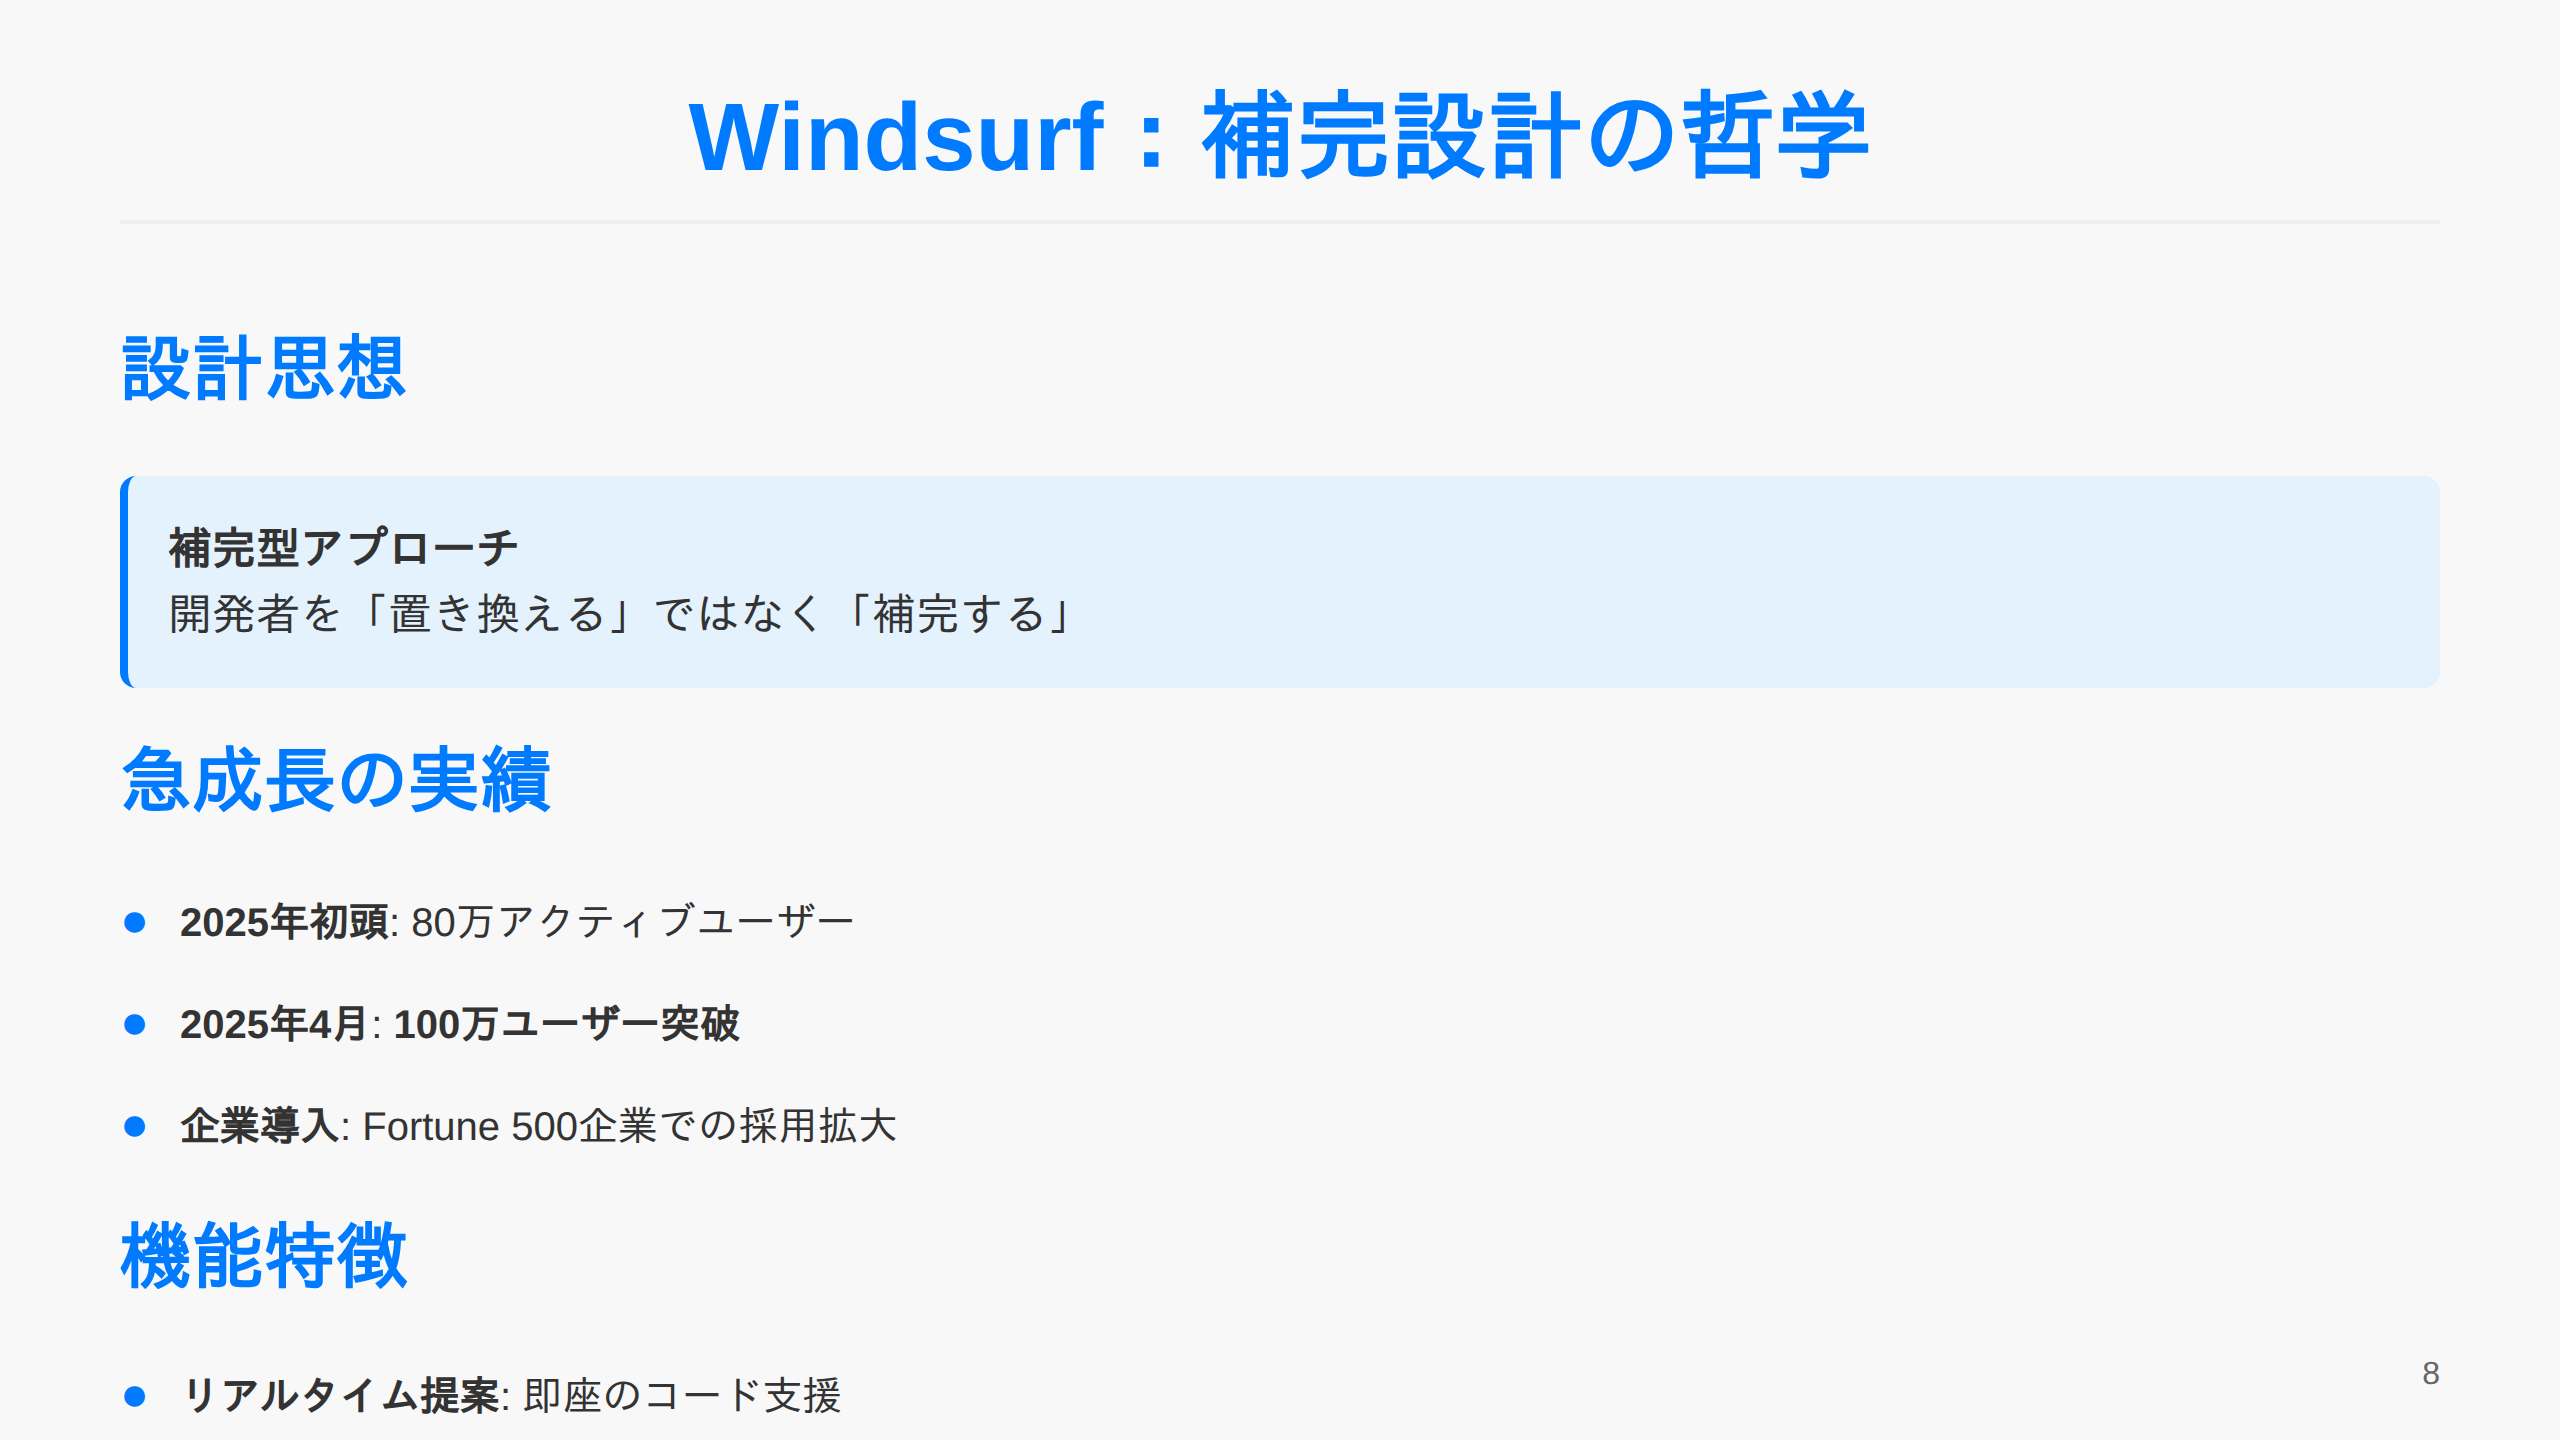 Windsurf：補完設計の哲学
設計思想
補完型アプローチ
開発者を「置き換える」ではなく「補完する」
急成長の実績
● 2025年初頭: 80万アクティブユーザー
● 2025年4月: 100万ユーザー突破
● 企業導入: Fortune 500企業での採用拡大
機能特徴
● リアルタイム提案: 即座のコード支援
8